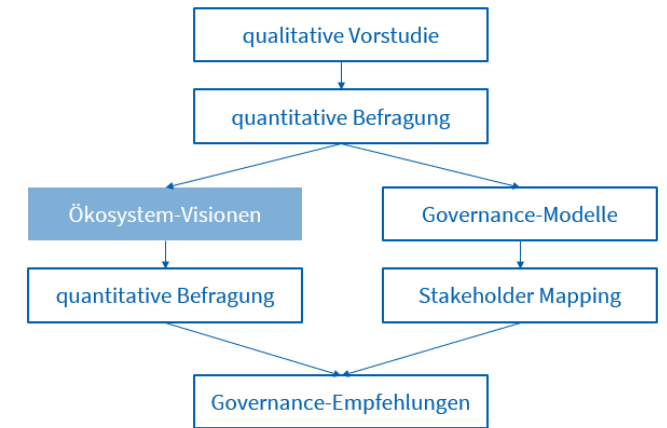 qualitative Vorstudie
quantitative Befragung
Ökosystem-Visionen
Governance-Modelle
quantitative Befragung
Stakeholder Mapping
Governance-Empfehlungen